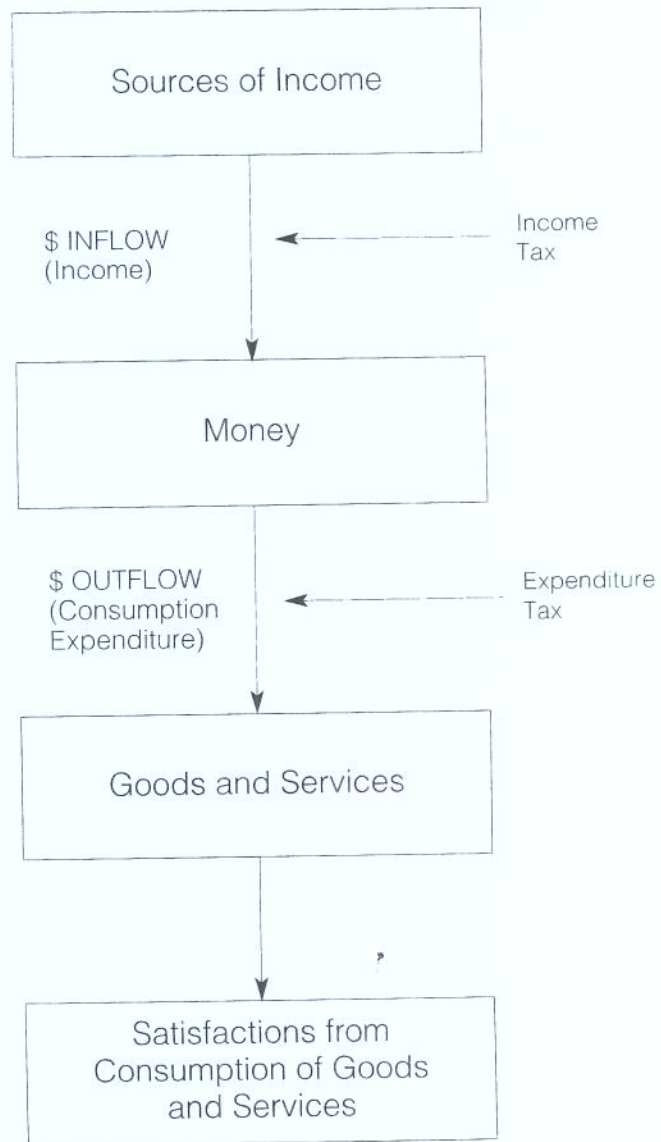 Sources of Income
$ INFLOW
(Income)
Income
Tax
Money
$ OUTFLOW
(Consumption
Expenditure)
Expenditure
Tax
Goods and Services
Satisfactions from
Consumption of Goods
and Services